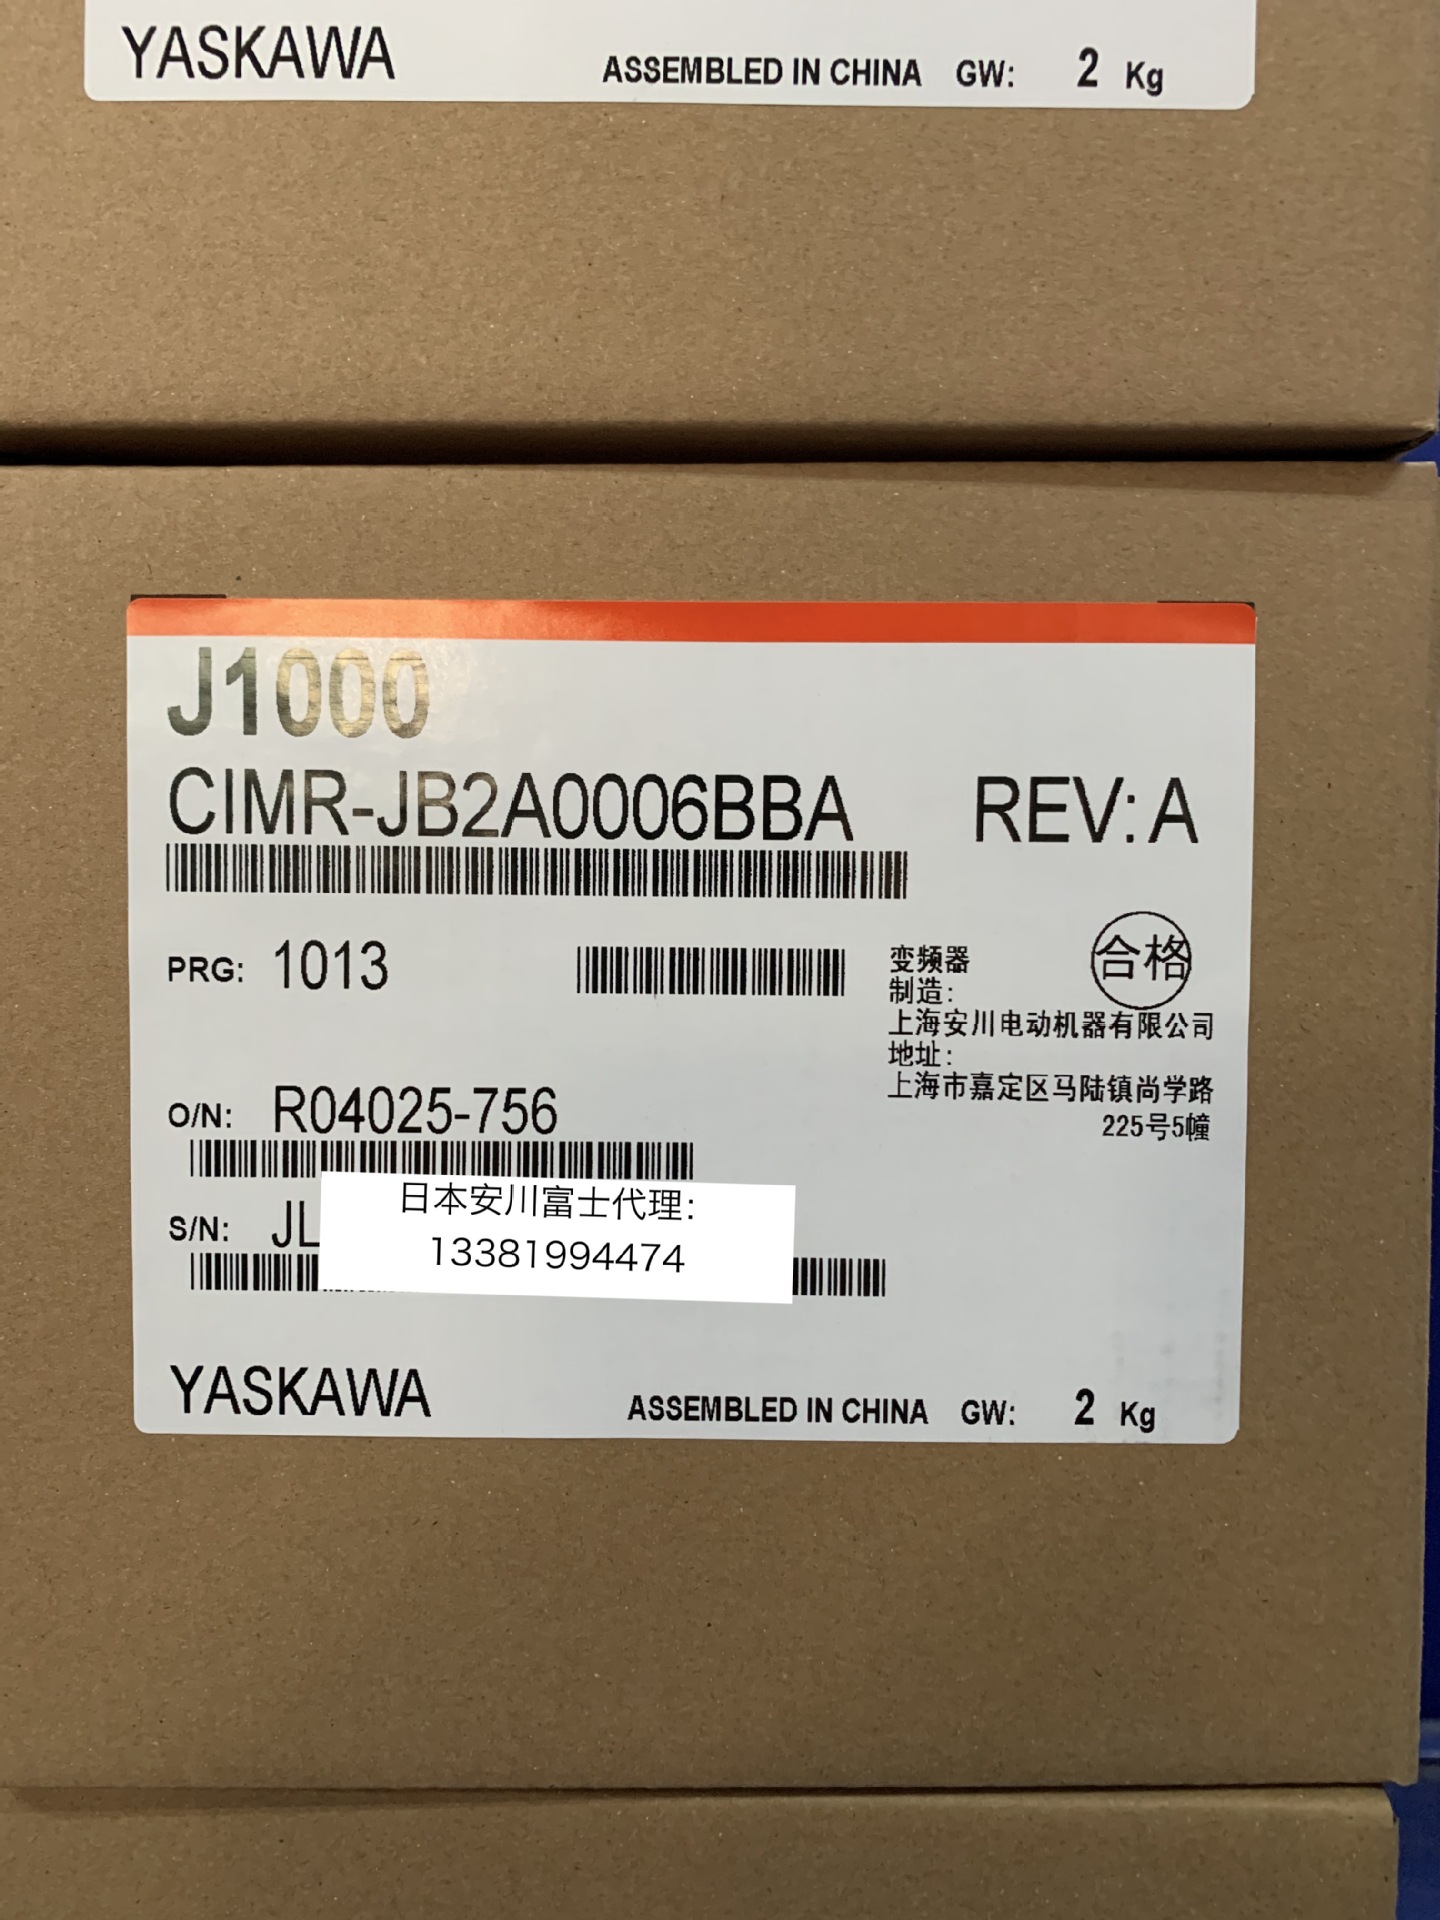 YASKAWA
ASSEMBLED IN CHINA GW: 2 Kg
J1000
CIMR-JB2A0006BBA REV: A
PRG: 1013
变频器
合格
制造:
上海安川电动机器有限公司
地址:
上海市嘉定区马陆镇尚学路
225号5幢
O/N: R04025-756
S/N: JL
日本安川富士代理:
13381994474
YASKAWA
ASSEMBLED IN CHINA GW: 2 Kg